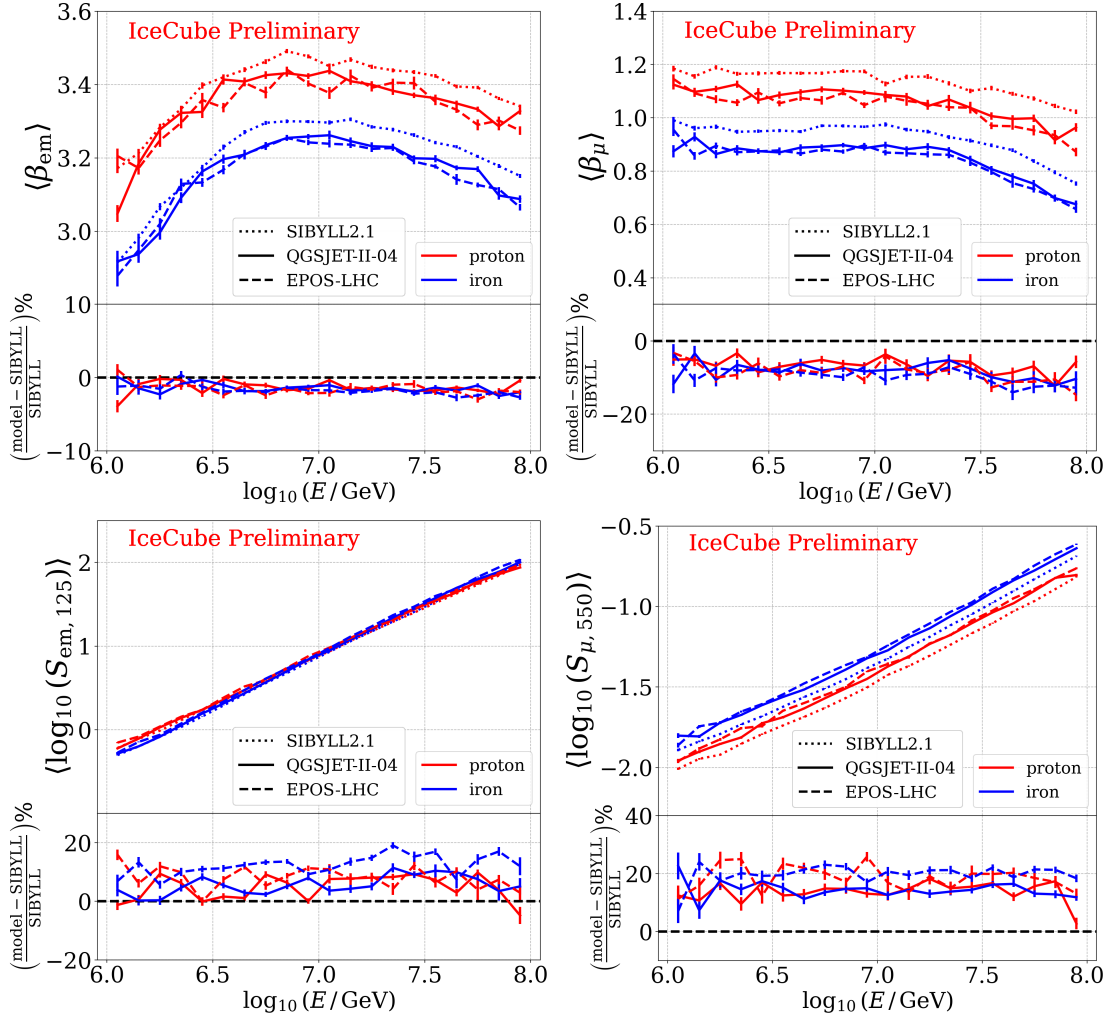 IceCube Preliminary
3.6
3.4
3.2
3.0
⟨β_em⟩
SIBYLL2.1
QGSJET-II-04
EPOS-LHC
proton
iron
10
0
−10
(model−SIBYLL / SIBYLL)%
6.0 6.5 7.0 7.5 8.0
log₁₀(E/GeV)
IceCube Preliminary
1.4
1.2
1.0
0.8
0.6
0.4
⟨β_μ⟩
SIBYLL2.1
QGSJET-II-04
EPOS-LHC
proton
iron
0
−20
(model−SIBYLL / SIBYLL)%
6.0 6.5 7.0 7.5 8.0
log₁₀(E/GeV)
IceCube Preliminary
2
1
0
⟨log₁₀(S_em, 125)⟩
SIBYLL2.1
QGSJET-II-04
EPOS-LHC
proton
iron
20
0
−20
(model−SIBYLL / SIBYLL)%
6.0 6.5 7.0 7.5 8.0
log₁₀(E/GeV)
IceCube Preliminary
−0.5
−1.0
−1.5
−2.0
⟨log₁₀(S_μ, 550)⟩
SIBYLL2.1
QGSJET-II-04
EPOS-LHC
proton
iron
40
20
0
(model−SIBYLL / SIBYLL)%
6.0 6.5 7.0 7.5 8.0
log₁₀(E/GeV)